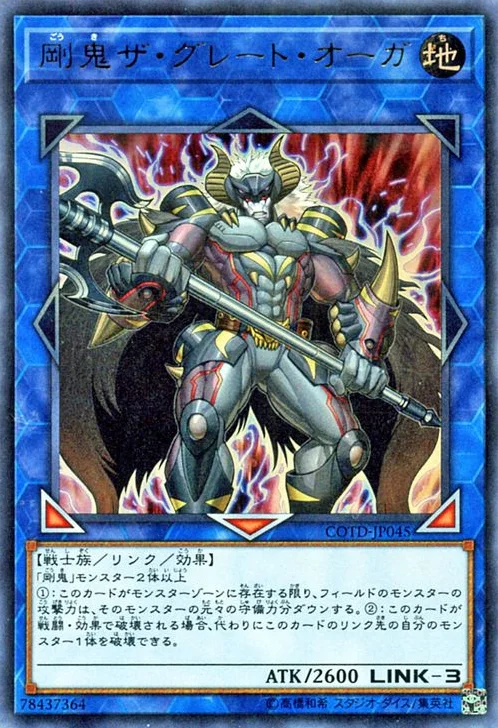 剛鬼ザ・グレート・オーガ
地
COTD-JP045
【戦士族/リンク/効果】
「剛鬼」モンスター2体以上
①:このカードがモンスターゾーンに存在する限り、フィールドのモンスターの
攻撃力は、そのモンスターの元々の守備力分ダウンする。②:このカードが
戦闘・効果で破壊される場合、代わりにこのカードのリンク先の自分のモン
スター1体を破壊できる。
ATK/2600 LINK-3
78437364
©高橋和希 スタジオ・ダイス/集英社